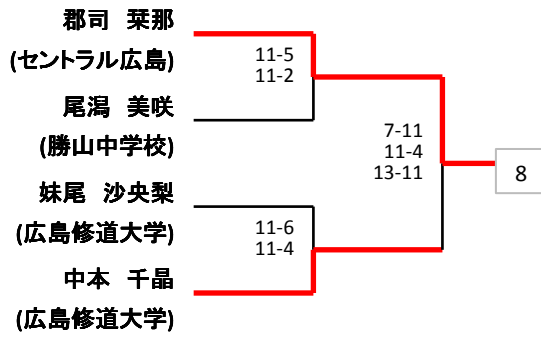 郡司 栞那
(セントラル広島)
11-5
11-2
尾潟 美咲
(勝山中学校)
7-11
11-4
13-11
8
妹尾 沙央梨
(広島修道大学)
11-6
11-4
中本 千晶
(広島修道大学)